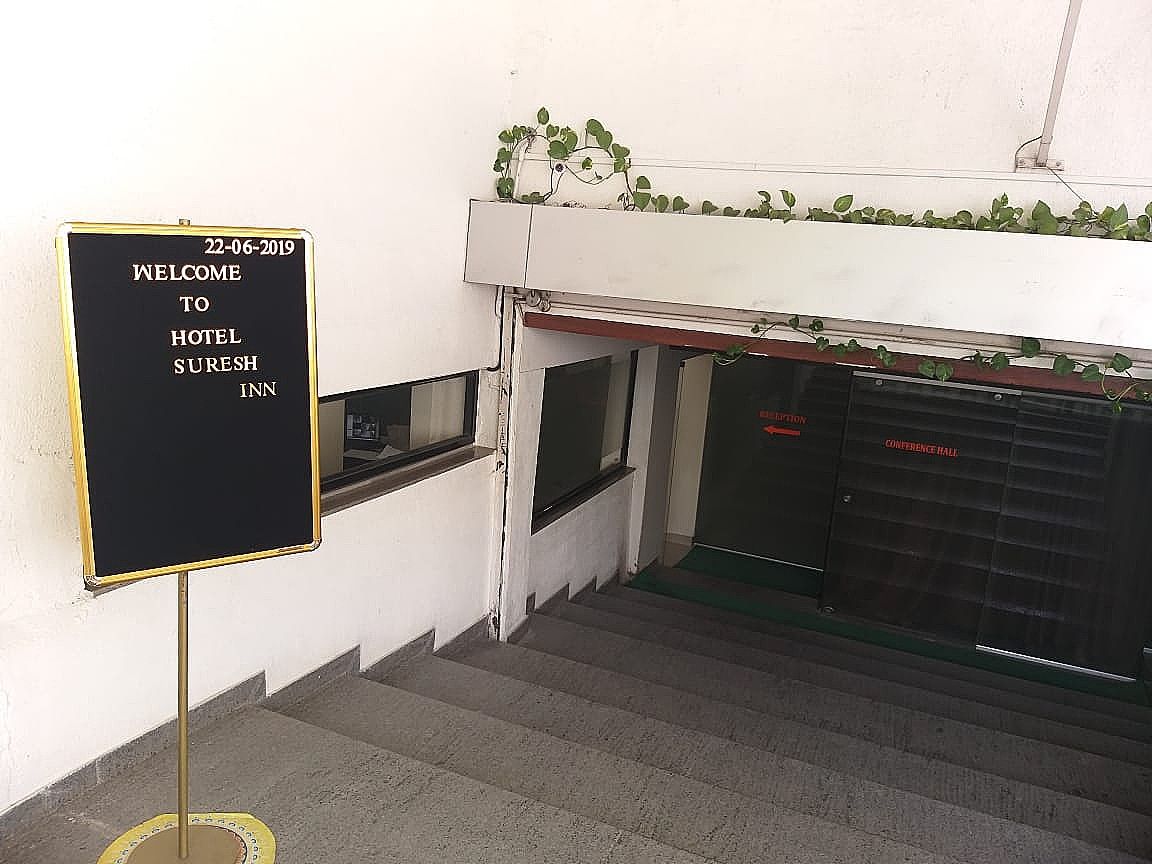 22-06-2019
WELCOME
TO
HOTEL
SURESH
INN
RECEPTION
CONFERENCE HALL